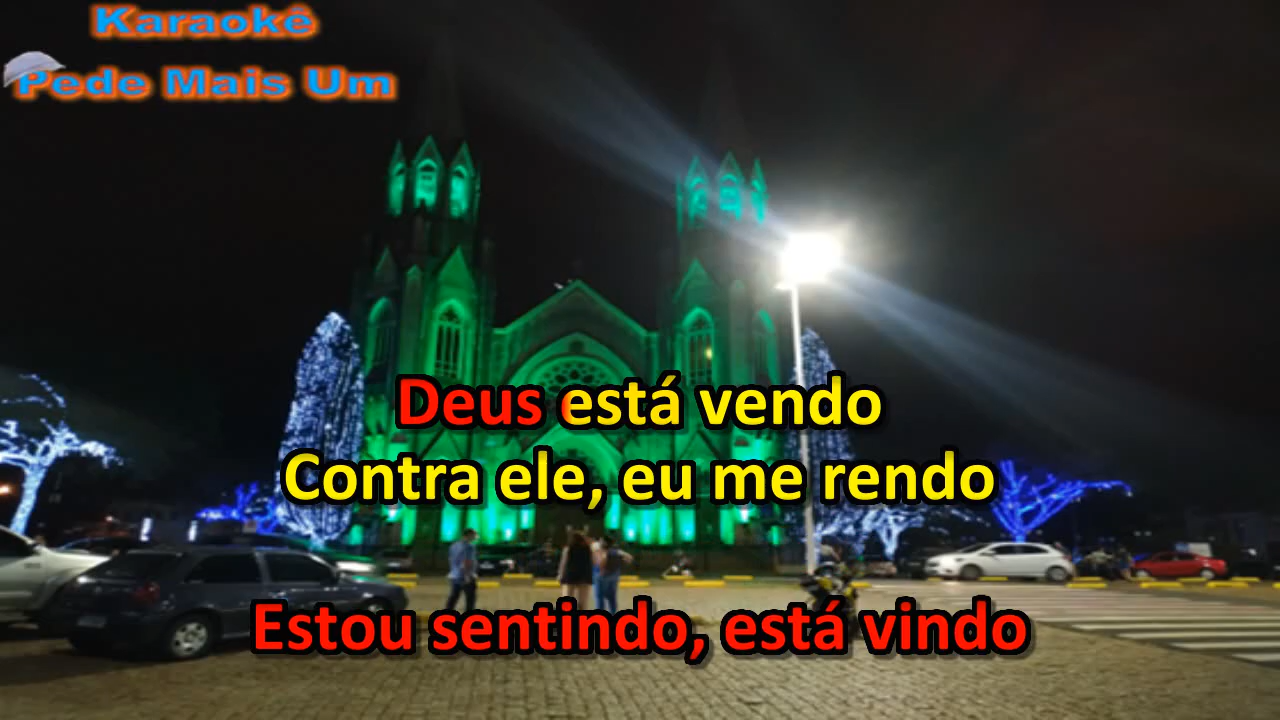 Karaokê
Pede Mais Um
Deus está vendo
Contra ele, eu me rendo
Estou sentindo, está vindo